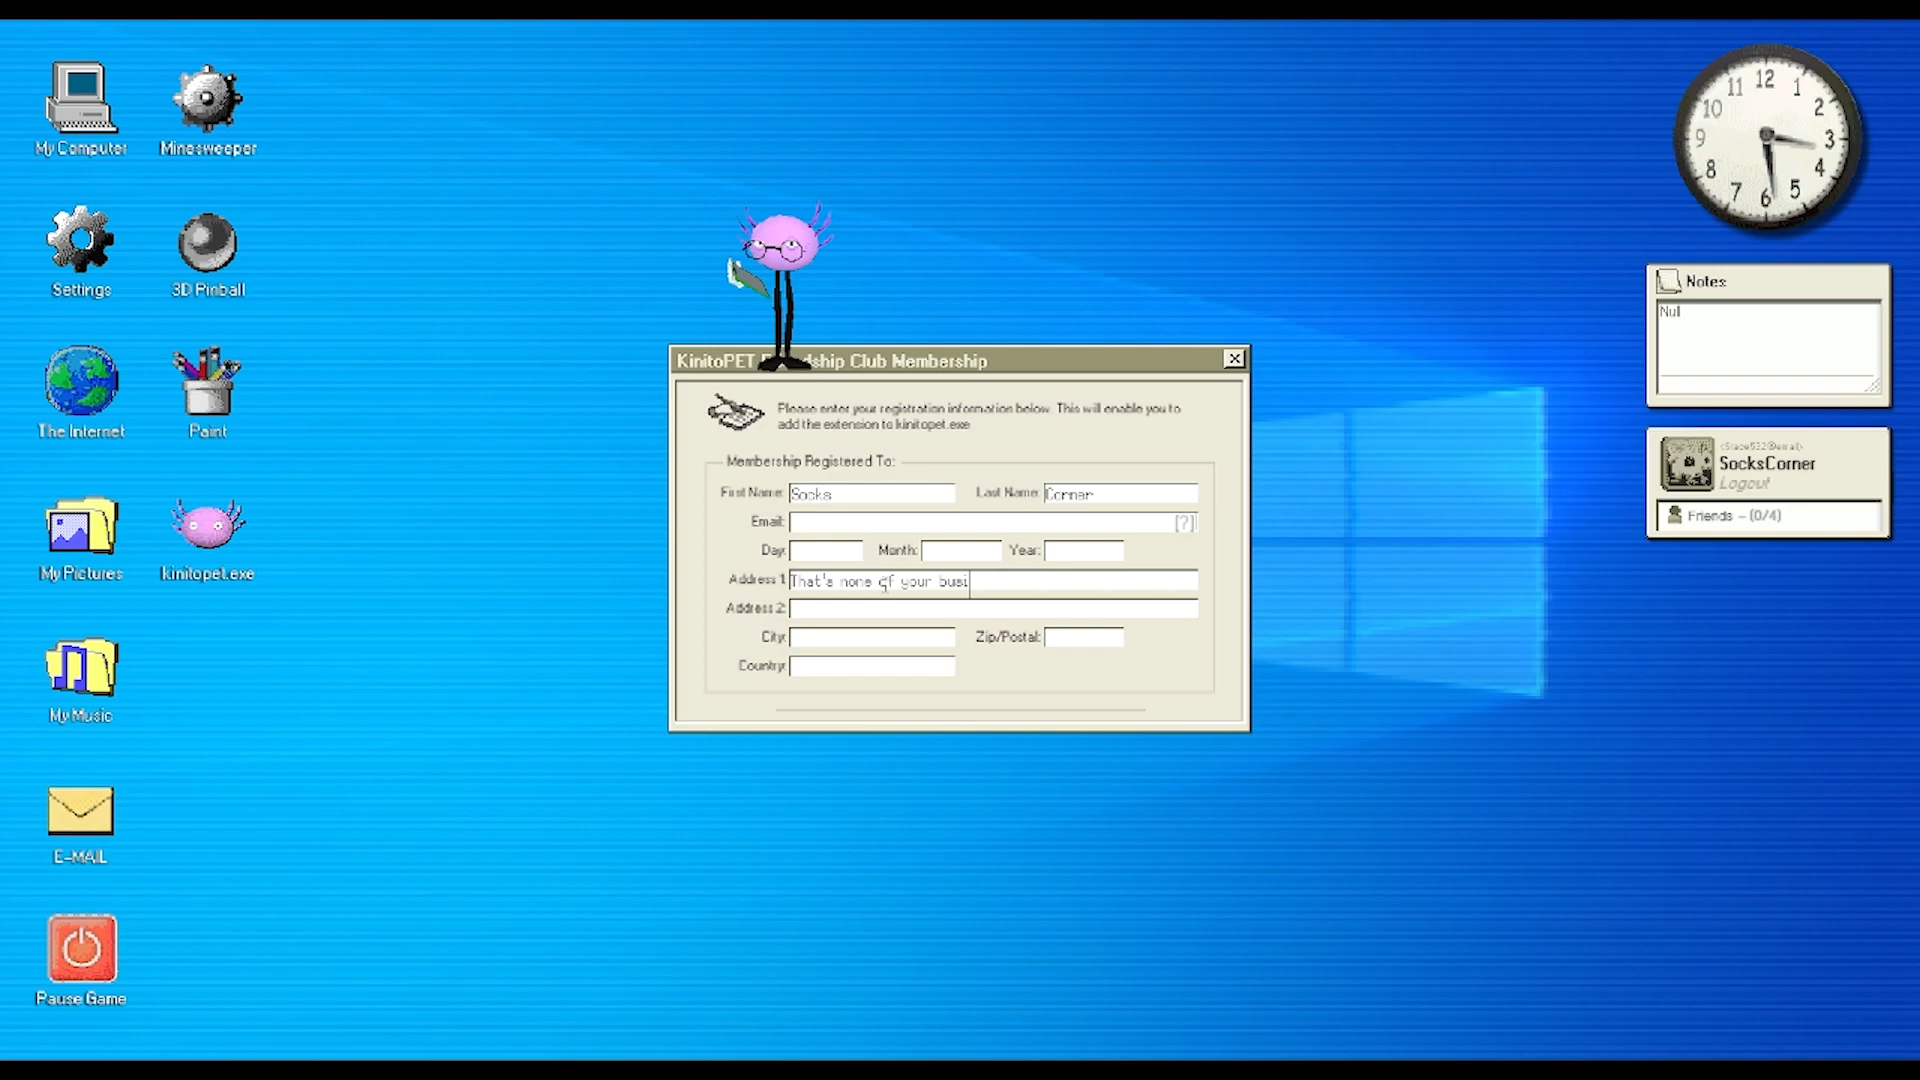 My Computer
Minesweeper
Settings
3D Pinball
The Internet
Paint
My Pictures
kinitopet.exe
My Music
E-MAIL
Pause Game
KinitoPET ship Club Membership
Please enter your registration information below. This will enable you to
add the extension to kinitopet.exe
Membership Registered To:
First Name: Socks Last Name: Corner
Email: [?]
Day: Month: Year:
Address 1: That's none of your busi
Address 2:
City: Zip/Postal:
Country:
12 1 2 3 4 5 6 7 8 9 10 11
Notes
Nul
SocksCorner
Logout
Friends - (0/4)